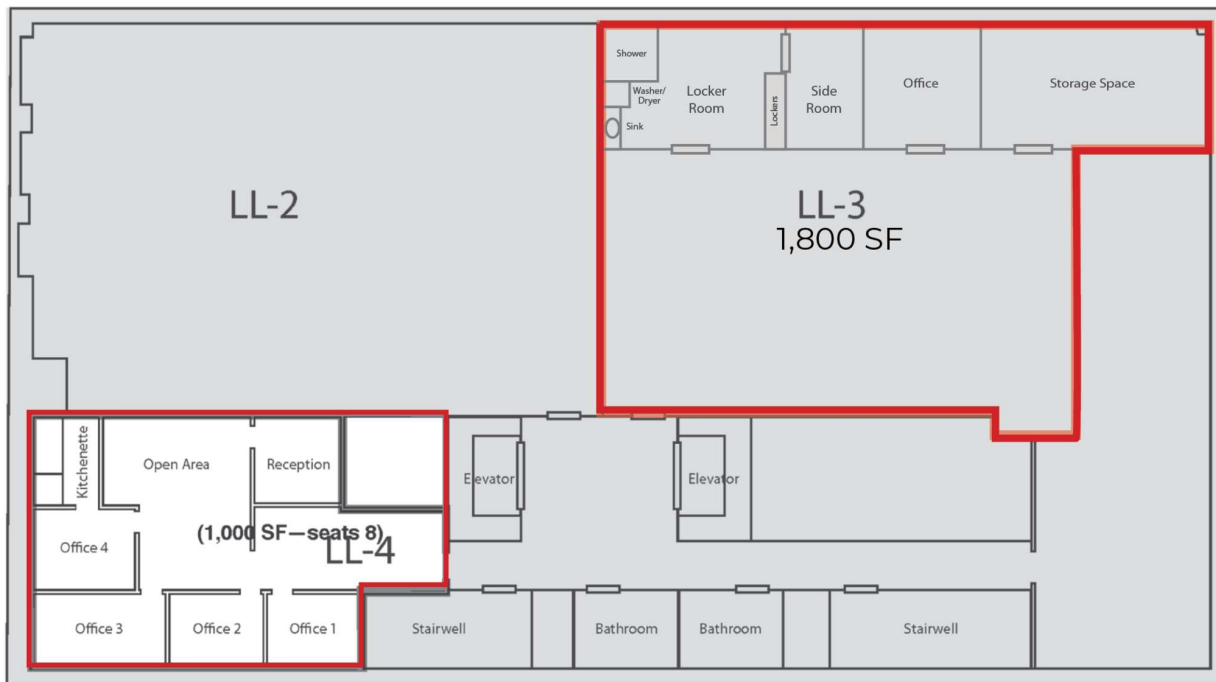 Shower
Washer/
Dryer
Sink
Locker
Room
Lockers
Side
Room
Office
Storage Space
LL-2
LL-3
1,800 SF
Kitchenette
Open Area
Reception
Elevator
Elevator
(1,000 SF—seats 8)
LL-4
Office 4
Office 3
Office 2
Office 1
Stairwell
Bathroom
Bathroom
Stairwell